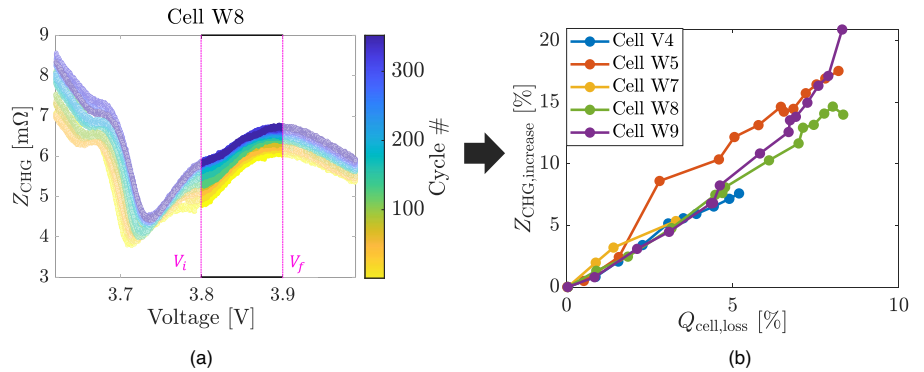 Cell W8
9
8
7
6
5
4
3
Z_CHG [mΩ]
3.7
3.8
3.9
Voltage [V]
V_i
V_f
300
200
100
Cycle #
(a)
20
15
10
5
0
Z_CHG,increase [%]
Cell V4
Cell W5
Cell W7
Cell W8
Cell W9
0
5
10
Q_cell,loss [%]
(b)